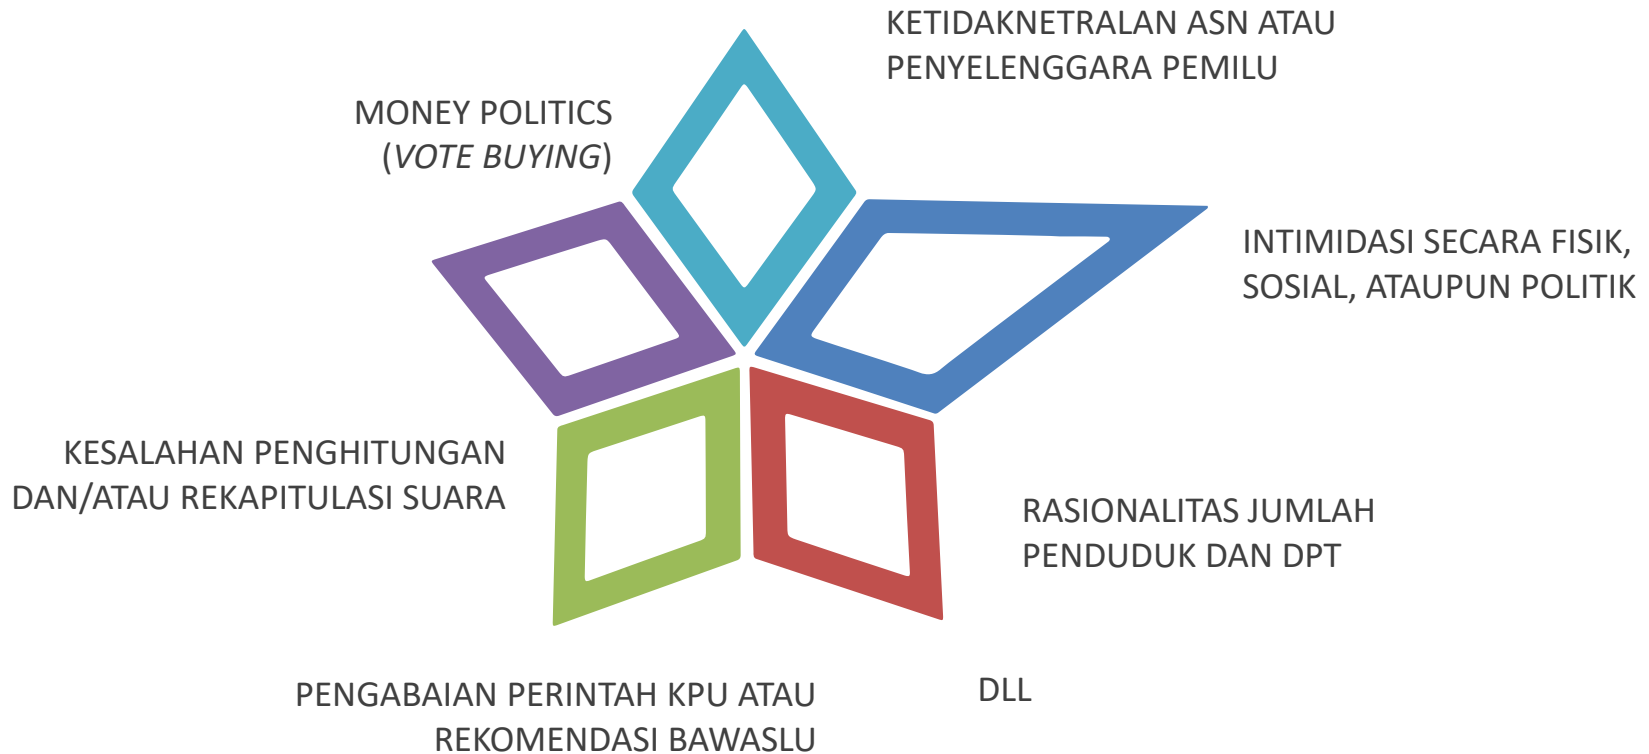 KETIDAKNETRALAN ASN ATAU
PENYELENGGARA PEMILU
MONEY POLITICS
(VOTE BUYING)
INTIMIDASI SECARA FISIK,
SOSIAL, ATAUPUN POLITIK
KESALAHAN PENGHITUNGAN
DAN/ATAU REKAPITULASI SUARA
RASIONALITAS JUMLAH
PENDUDUK DAN DPT
PENGABAIAN PERINTAH KPU ATAU
REKOMENDASI BAWASLU
DLL